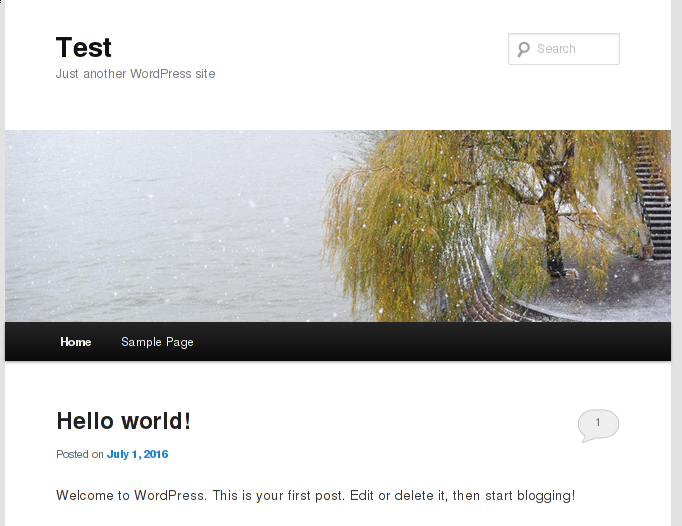 Test
Search
Just another WordPress site
Home
Sample Page
Hello world!
1
Posted on July 1, 2016
Welcome to WordPress. This is your first post. Edit or delete it, then start blogging!